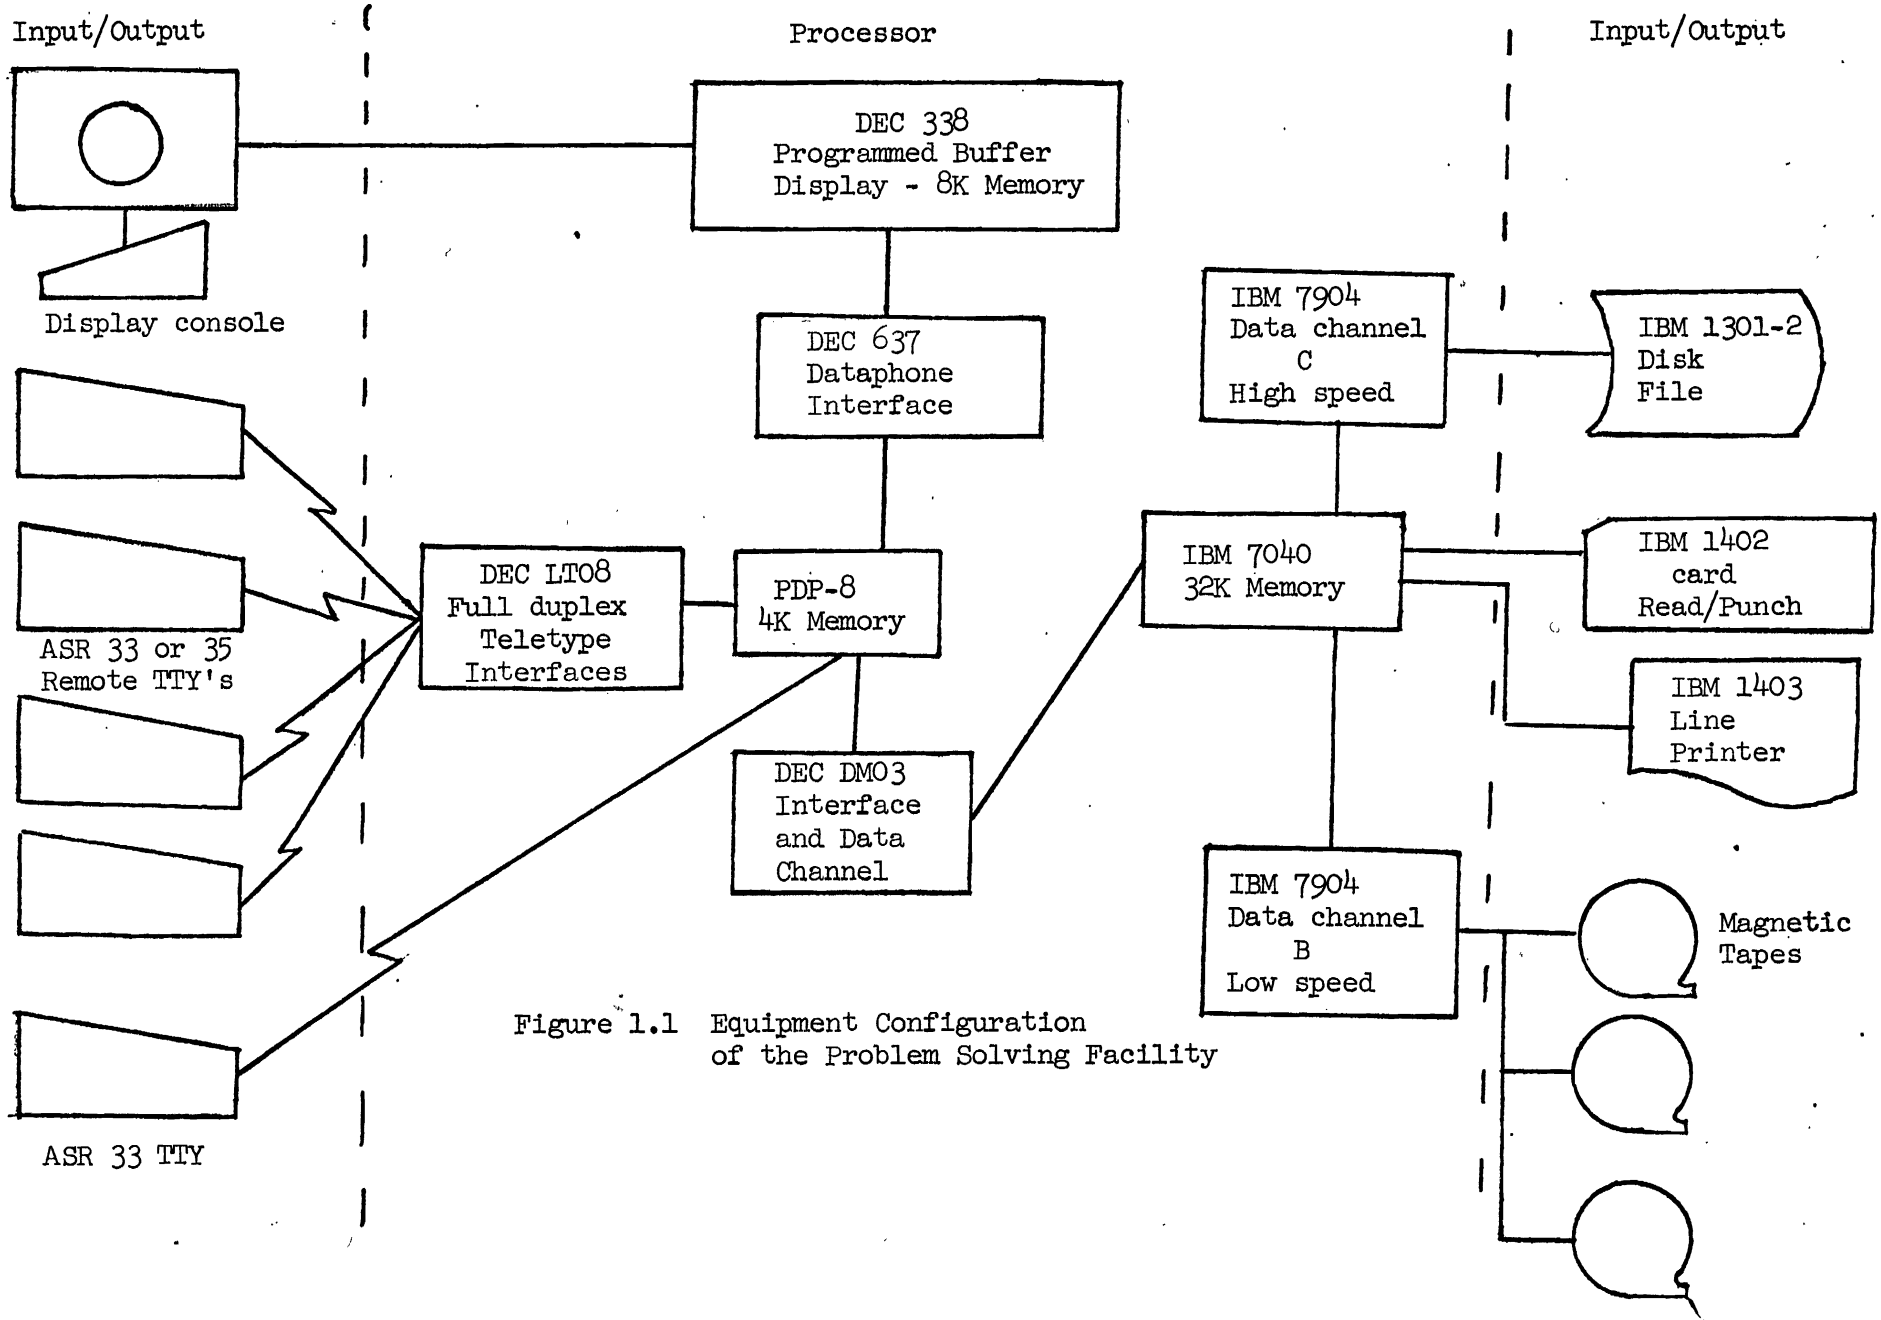 Input/Output
Processor
Input/Output
DEC 338
Programmed Buffer
Display - 8K Memory
Display console
DEC 637
Dataphone
Interface
IBM 7904
Data channel
C
High speed
IBM 1301-2
Disk
File
ASR 33 or 35
Remote TTY's
DEC LT08
Full duplex
Teletype
Interfaces
PDP-8
4K Memory
IBM 7040
32K Memory
IBM 1402
card
Read/Punch
IBM 1403
Line
Printer
DEC DM03
Interface
and Data
Channel
IBM 7904
Data channel
B
Low speed
Magnetic
Tapes
ASR 33 TTY
Figure 1.1 Equipment Configuration
of the Problem Solving Facility